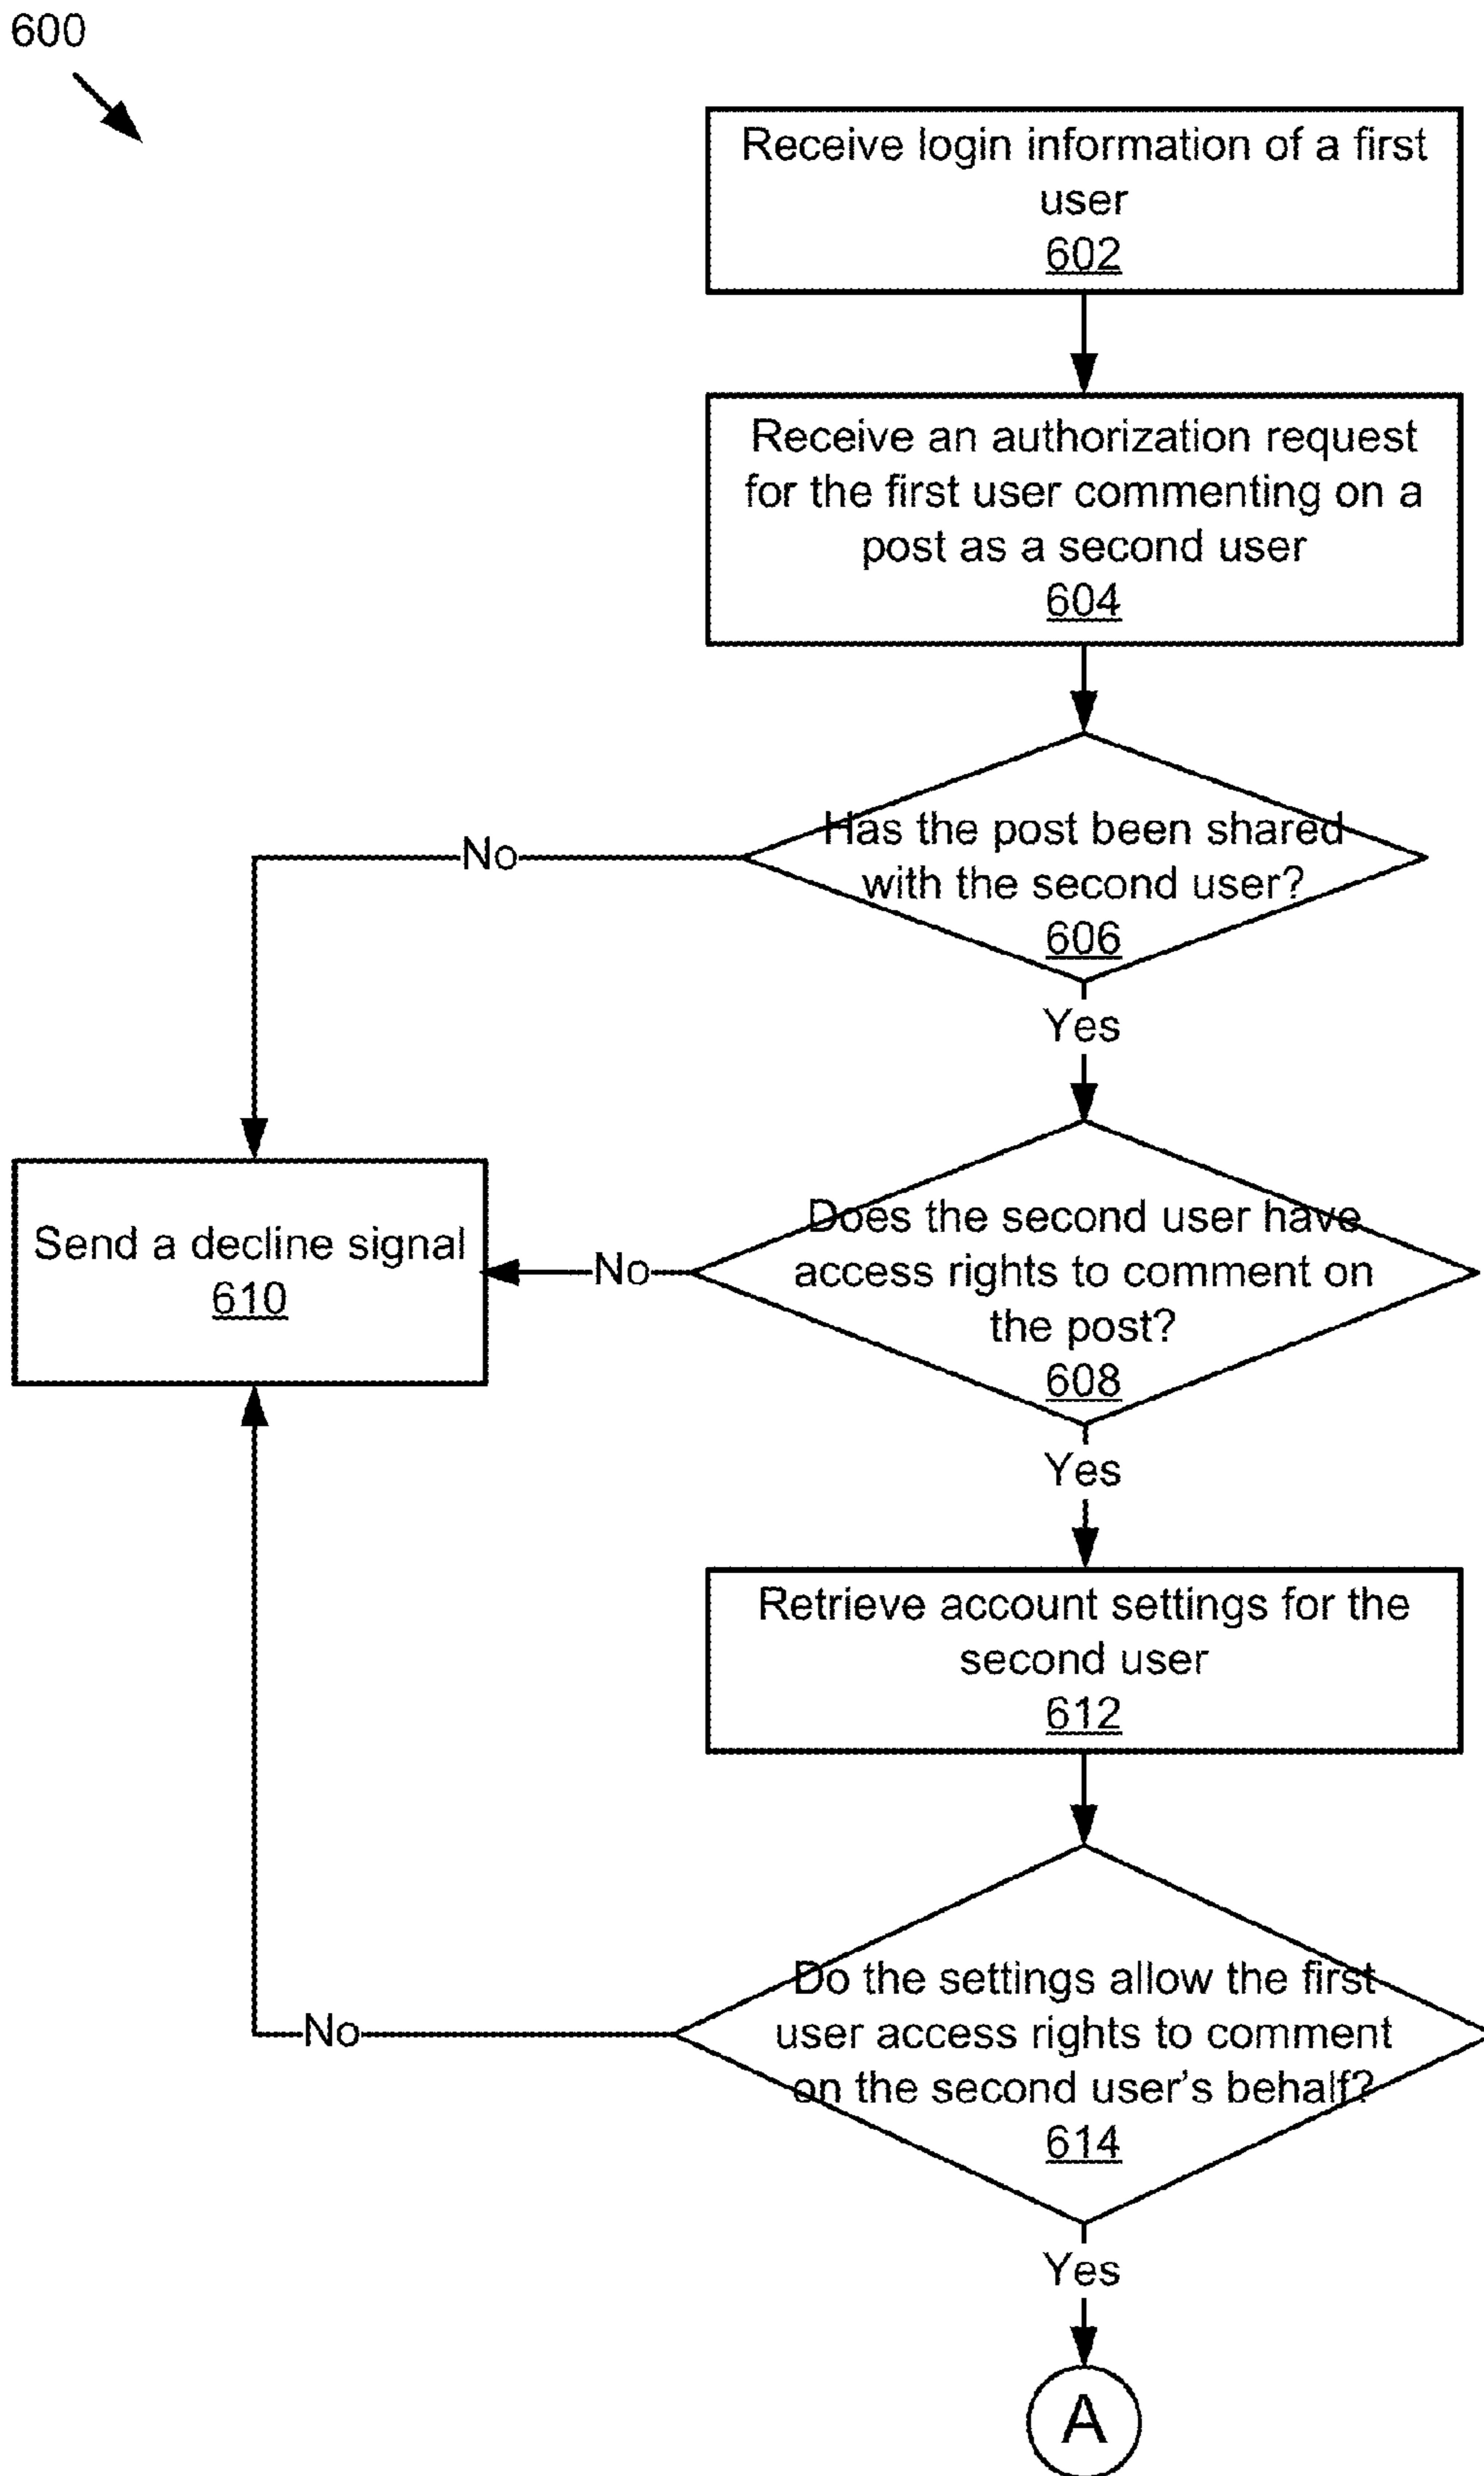 600
Receive login information of a first
user
602
Receive an authorization request
for the first user commenting on a
post as a second user
604
Has the post been shared
with the second user?
606
No
Yes
Does the second user have
access rights to comment on
the post?
608
No
Send a decline signal
610
Yes
Retrieve account settings for the
second user
612
Do the settings allow the first
user access rights to comment
on the second user's behalf?
614
No
Yes
A